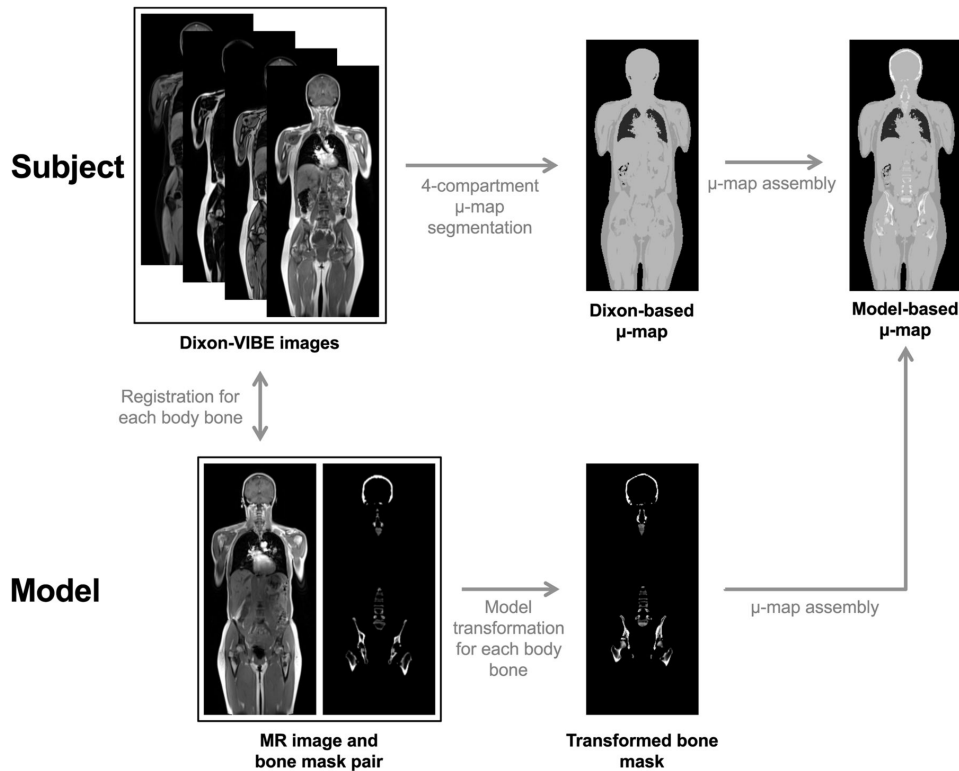 Subject
4-compartment
μ-map
segmentation
μ-map assembly
Dixon-VIBE images
Dixon-based
μ-map
Model-based
μ-map
Registration for
each body bone
Model
Model
transformation
for each body
bone
μ-map assembly
MR image and
bone mask pair
Transformed bone
mask